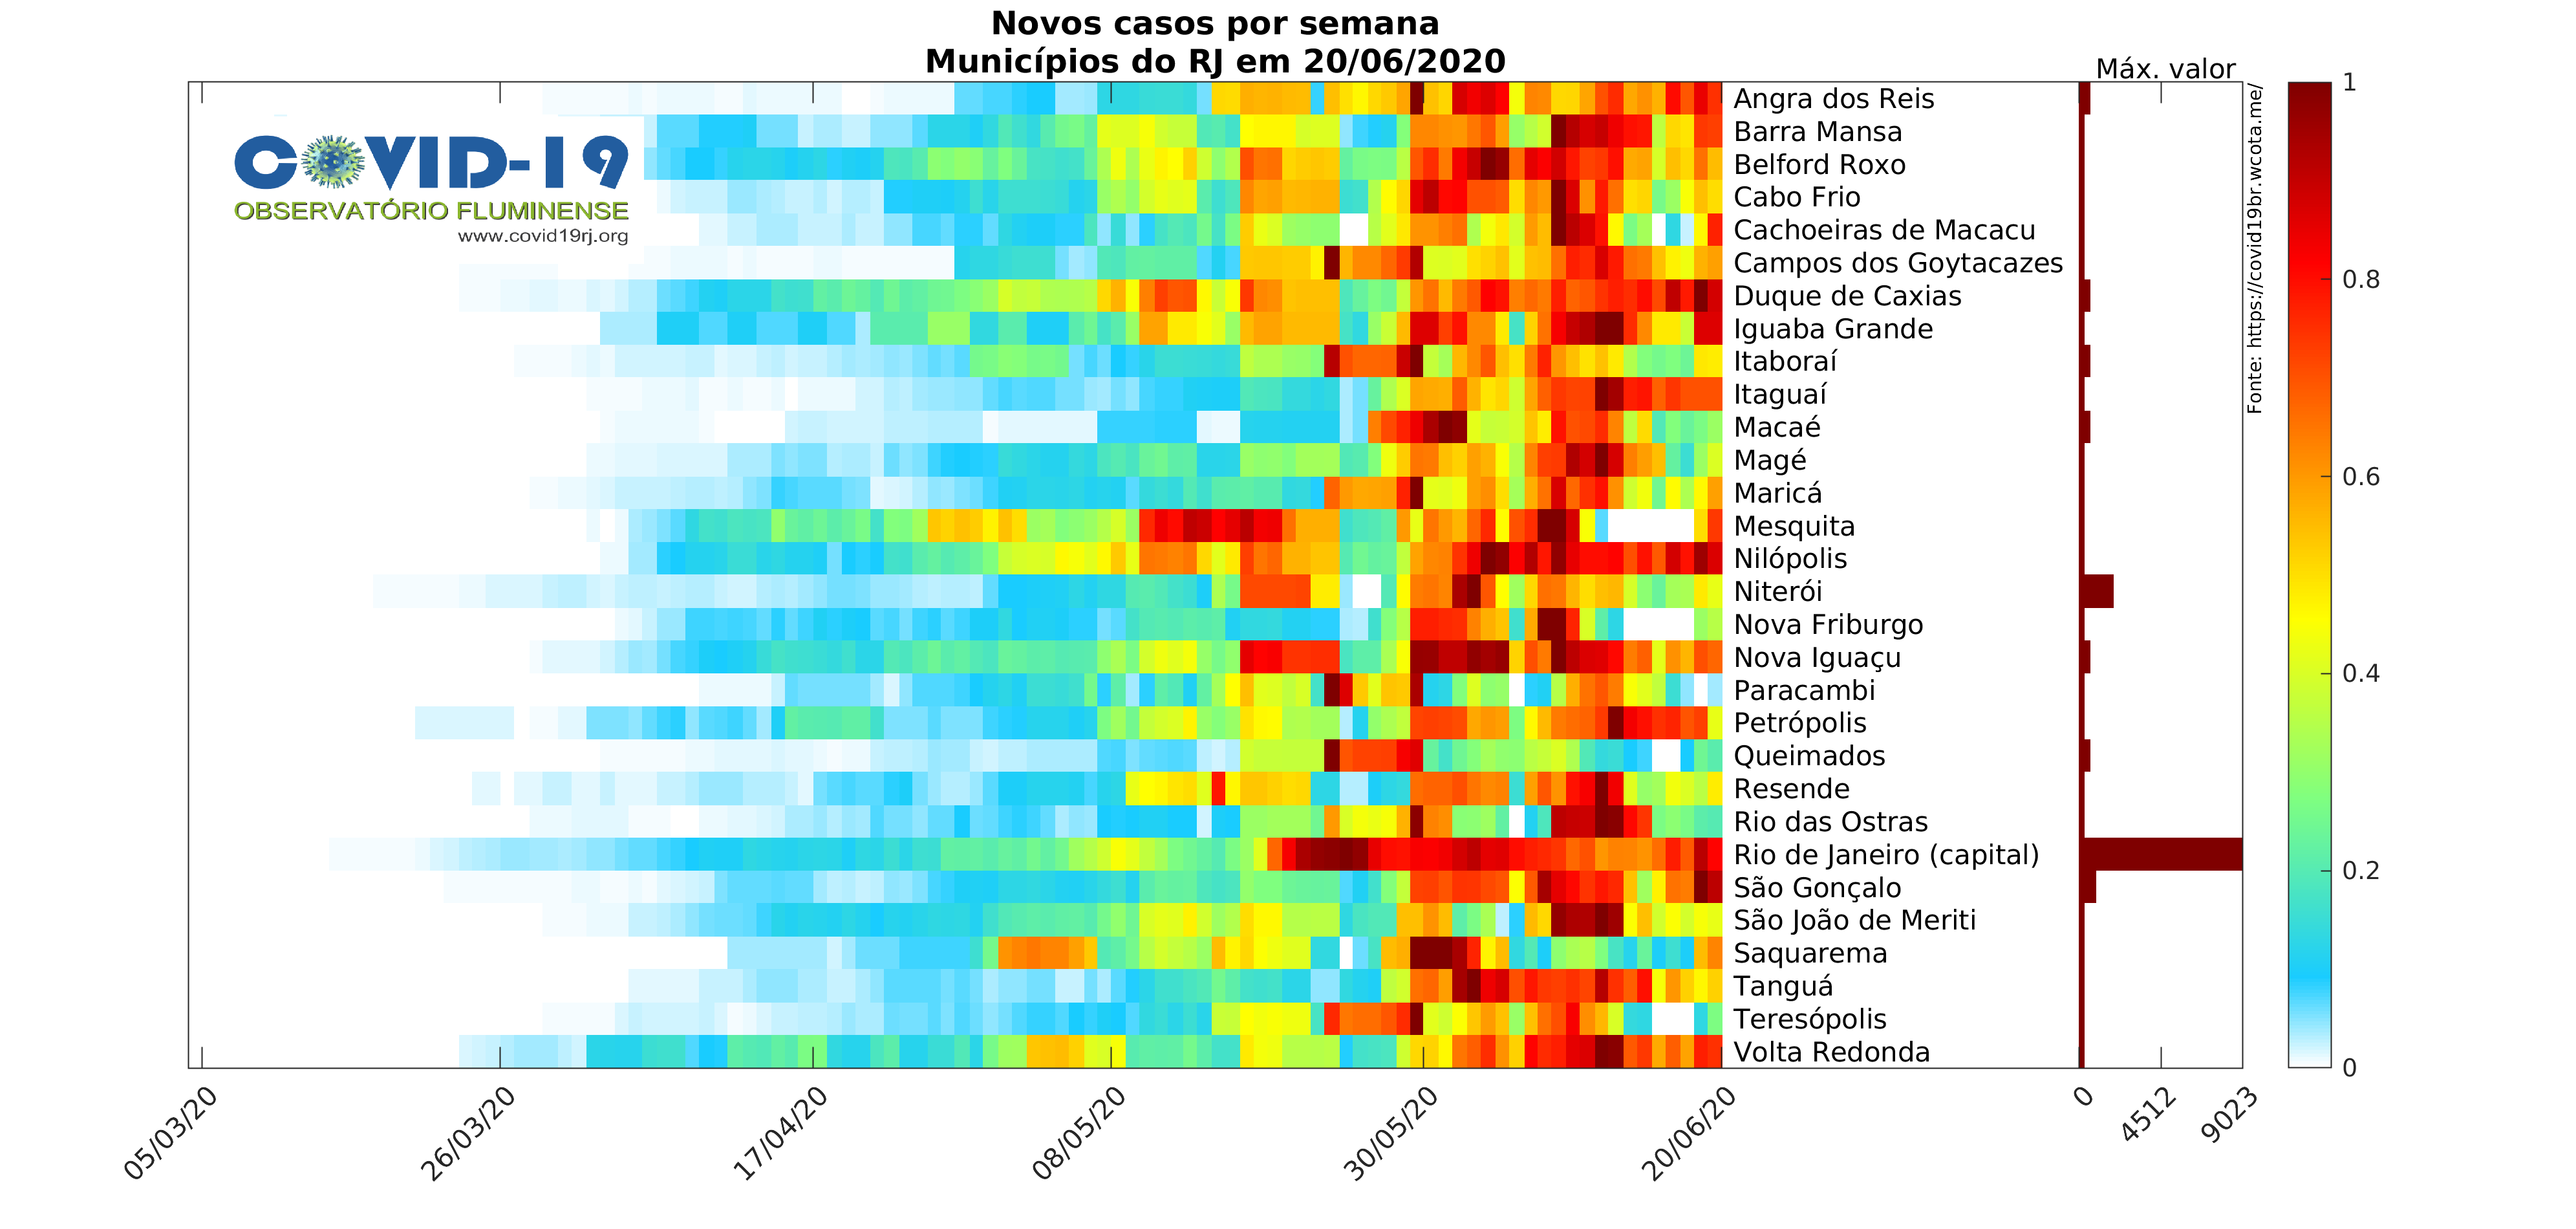 Novos casos por semana
Municípios do RJ em 20/06/2020
Máx. valor
COVID-19
OBSERVATÓRIO FLUMINENSE
www.covid19rj.org
Angra dos Reis
Barra Mansa
Belford Roxo
Cabo Frio
Cachoeiras de Macacu
Campos dos Goytacazes
Duque de Caxias
Iguaba Grande
Itaboraí
Itaguaí
Macaé
Magé
Maricá
Mesquita
Nilópolis
Niterói
Nova Friburgo
Nova Iguaçu
Paracambi
Petrópolis
Queimados
Resende
Rio das Ostras
Rio de Janeiro (capital)
São Gonçalo
São João de Meriti
Saquarema
Tanguá
Teresópolis
Volta Redonda
Fonte: https://covid19br.wcota.me/
1
0.8
0.6
0.4
0.2
0
05/03/20
26/03/20
17/04/20
08/05/20
30/05/20
20/06/20
0
4512
9023